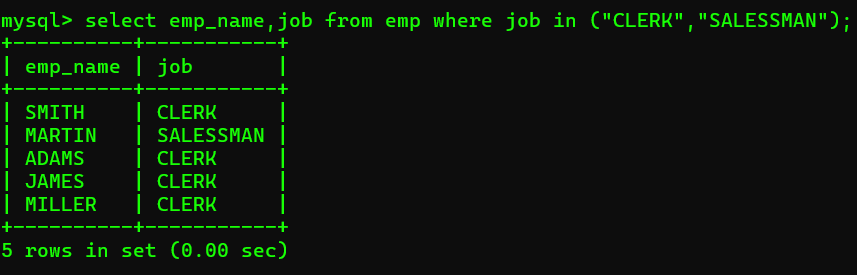 mysql> select emp_name,job from emp where job in ("CLERK","SALESSMAN");
+----------+-----------+
| emp_name | job       |
+----------+-----------+
| SMITH    | CLERK     |
| MARTIN   | SALESSMAN |
| ADAMS    | CLERK     |
| JAMES    | CLERK     |
| MILLER   | CLERK     |
+----------+-----------+
5 rows in set (0.00 sec)